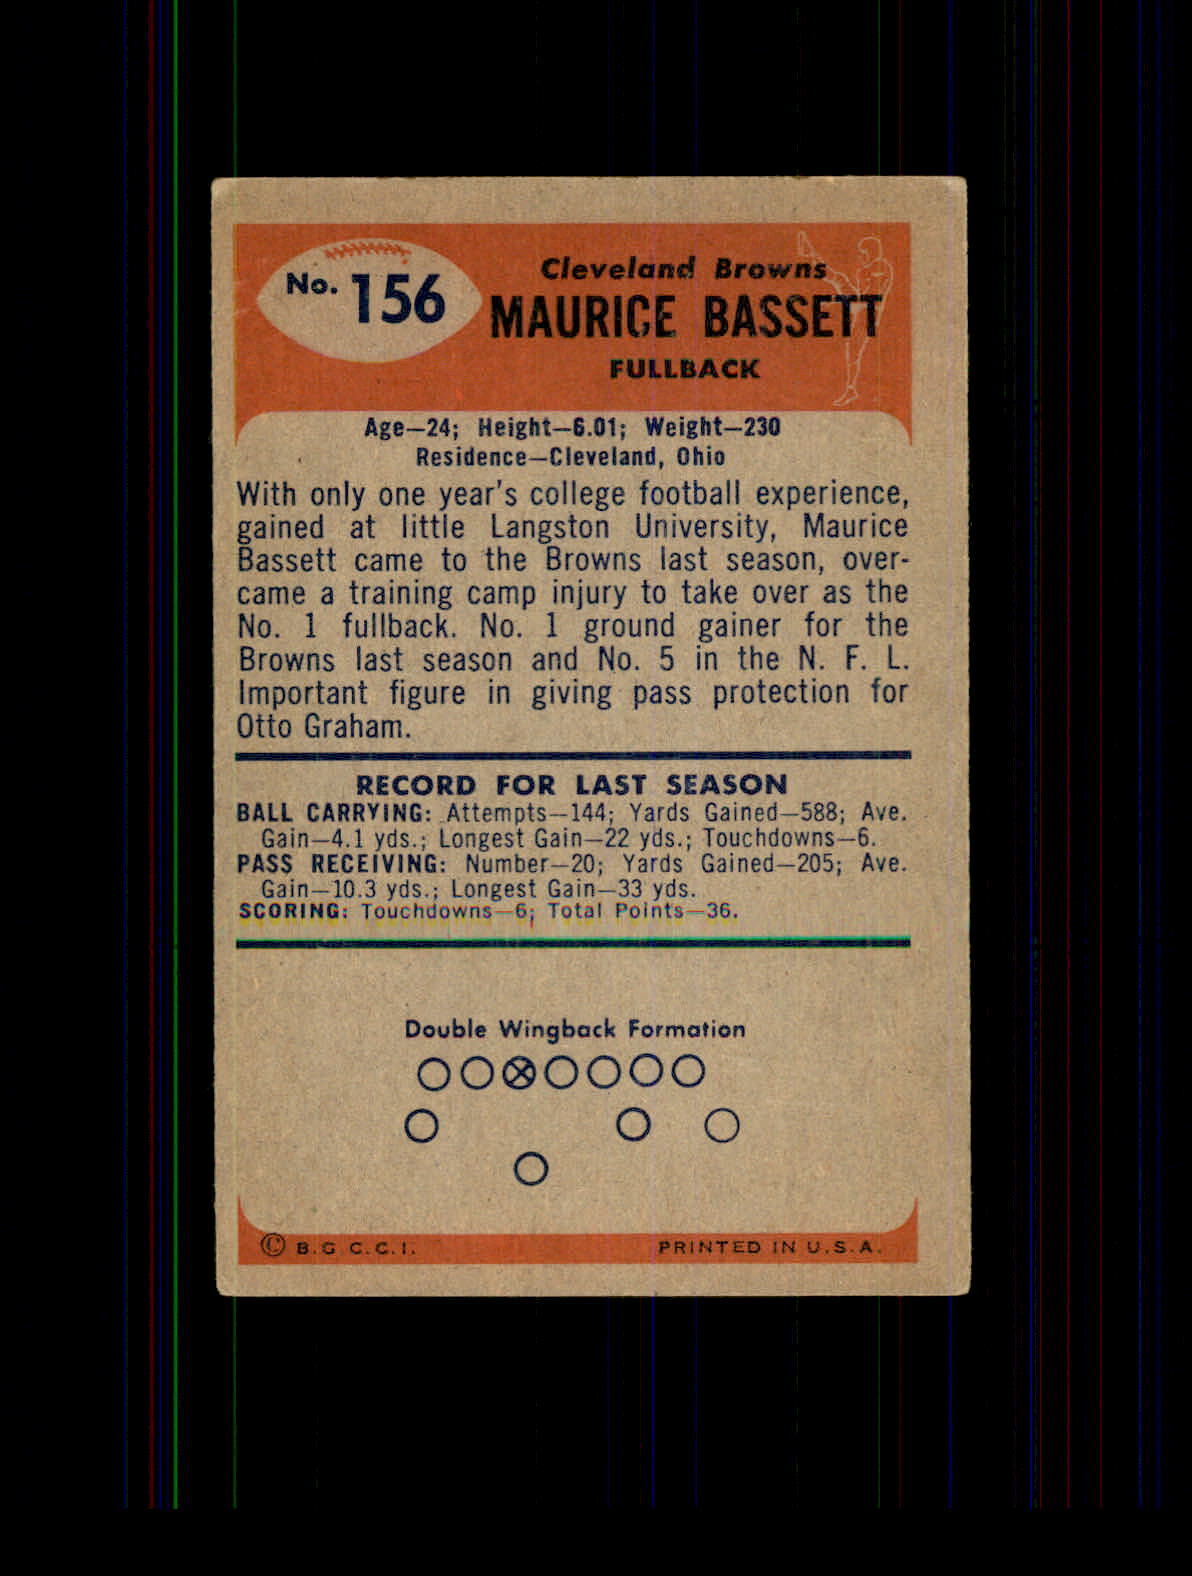 No. 156
Cleveland Browns
MAURICE BASSETT
FULLBACK
Age—24; Height—6.01; Weight—230
Residence—Cleveland, Ohio
With only one year's college football experience,
gained at little Langston University, Maurice
Bassett came to the Browns last season, over-
came a training camp injury to take over as the
No. 1 fullback. No. 1 ground gainer for the
Browns last season and No. 5 in the N. F. L.
Important figure in giving pass protection for
Otto Graham.
RECORD FOR LAST SEASON
BALL CARRYING: Attempts—144; Yards Gained—588; Ave.
Gain—4.1 yds.; Longest Gain—22 yds.; Touchdowns—6.
PASS RECEIVING: Number—20; Yards Gained—205; Ave.
Gain—10.3 yds.; Longest Gain—33 yds.
SCORING: Touchdowns—6; Total Points—36.
Double Wingback Formation
© B.G.C.C.I.
PRINTED IN U.S.A.